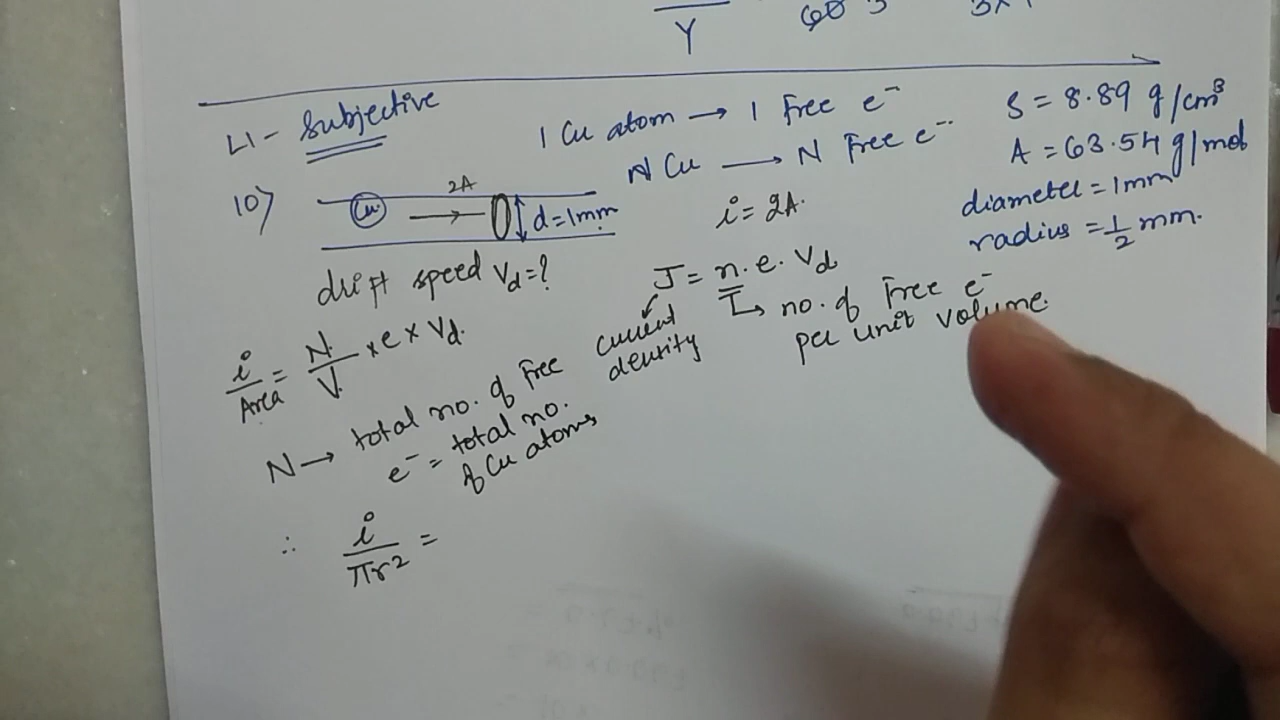 Y
L1 - Subjective
1 Cu atom → 1 Free e⁻
N Cu → N Free e⁻
S = 8.89 g/cm³
A = 63.54 g/mol
diameter = 1mm
radius = 1/2 mm.
10)
Cu
2A
d = 1mm
i = 2A.
drift speed Vd = ?
J = n. e. Vd
current density
↳ no. of Free e⁻
per unit volume.
i/Area = N/V. × e × Vd.
N → total no. of Free
e⁻ = total no.
of Cu atoms
∴ i/πr² =